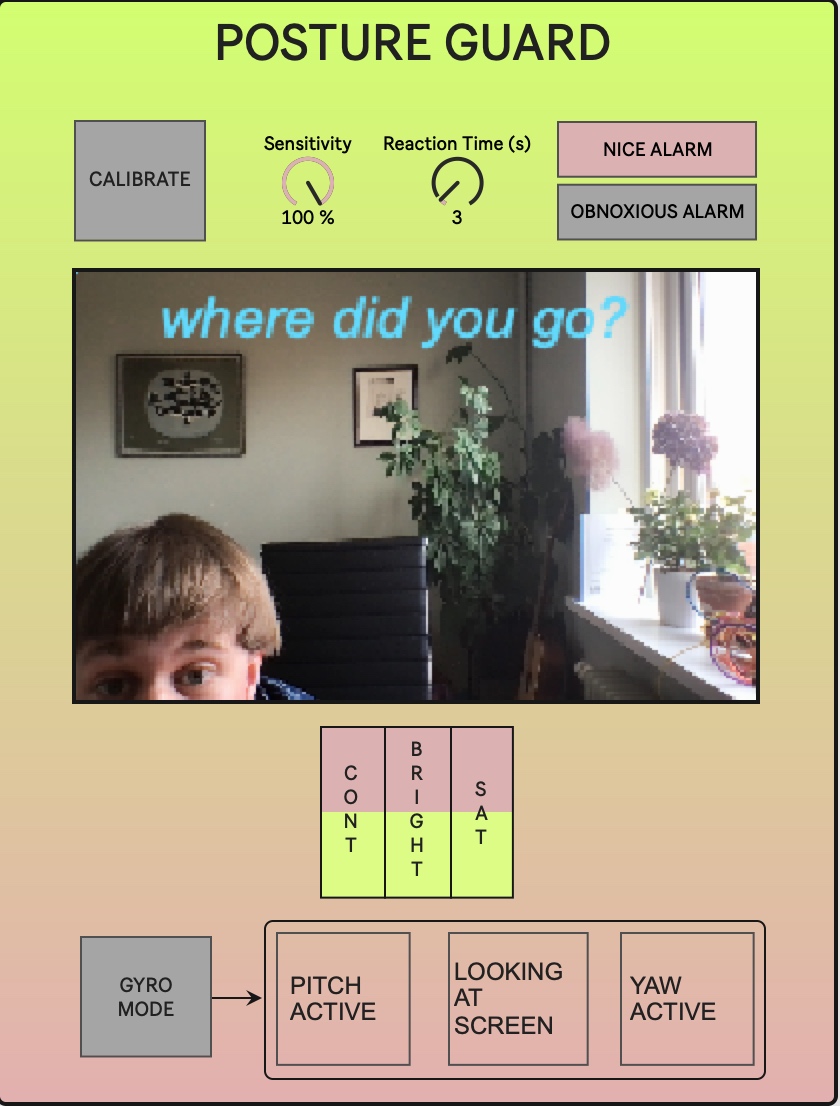 POSTURE GUARD
CALIBRATE
Sensitivity
100 %
Reaction Time (s)
3
NICE ALARM
OBNOXIOUS ALARM
where did you go?
CONT
BRIGHT
SAT
GYRO
MODE
PITCH
ACTIVE
LOOKING
AT
SCREEN
YAW
ACTIVE